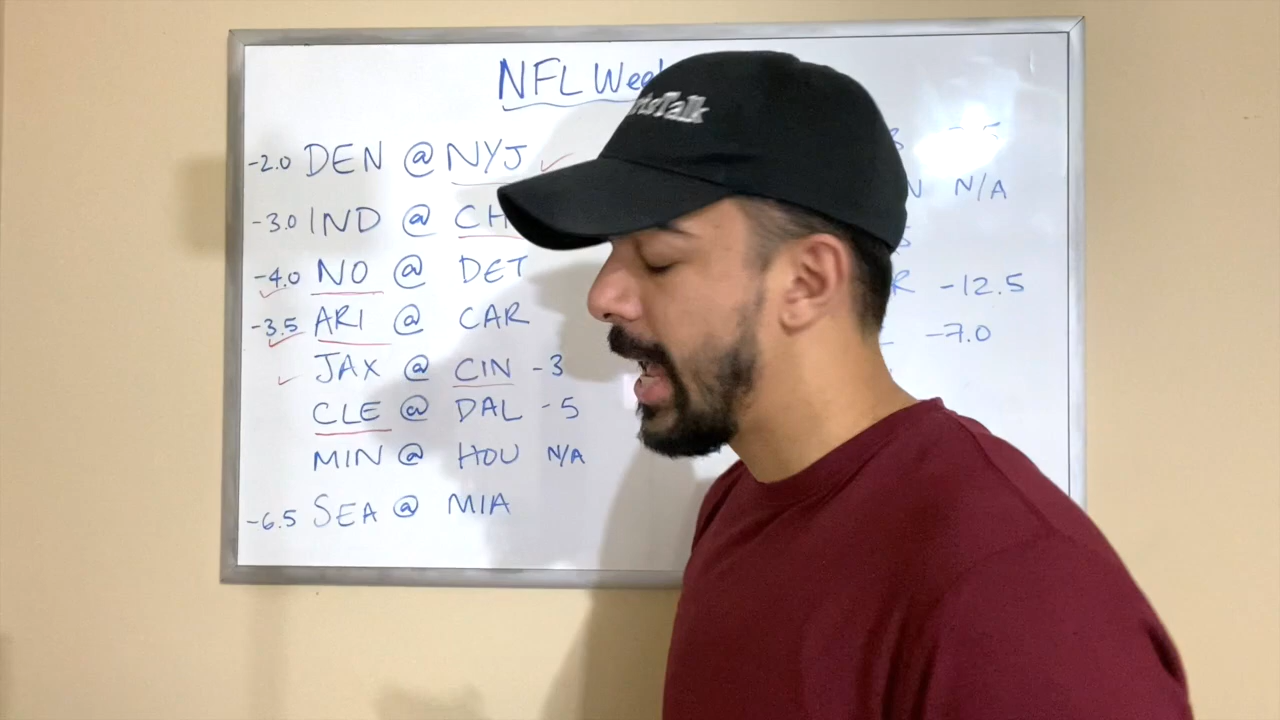 NFL Week
-2.0 DEN @ NYJ
-3.0 IND @ CH
-4.0 NO @ DET
-3.5 ARI @ CAR
JAX @ CIN -3
CLE @ DAL -5
MIN @ HOU N/A
-6.5 SEA @ MIA
N/A
-12.5
-7.0